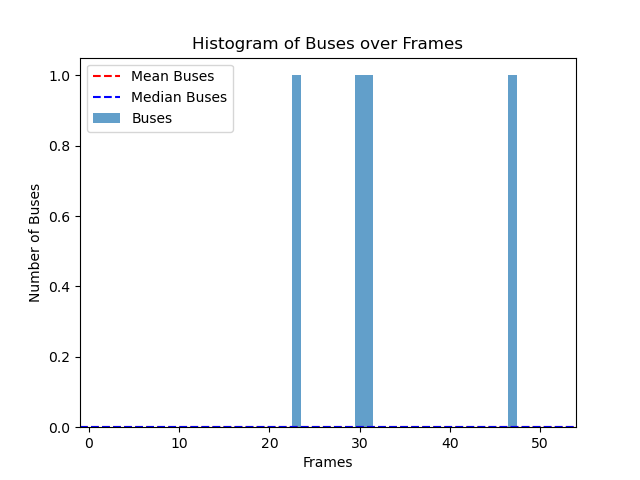 Histogram of Buses over Frames
Mean Buses
Median Buses
Buses
Number of Buses
1.0
0.8
0.6
0.4
0.2
0.0
0 10 20 30 40 50
Frames